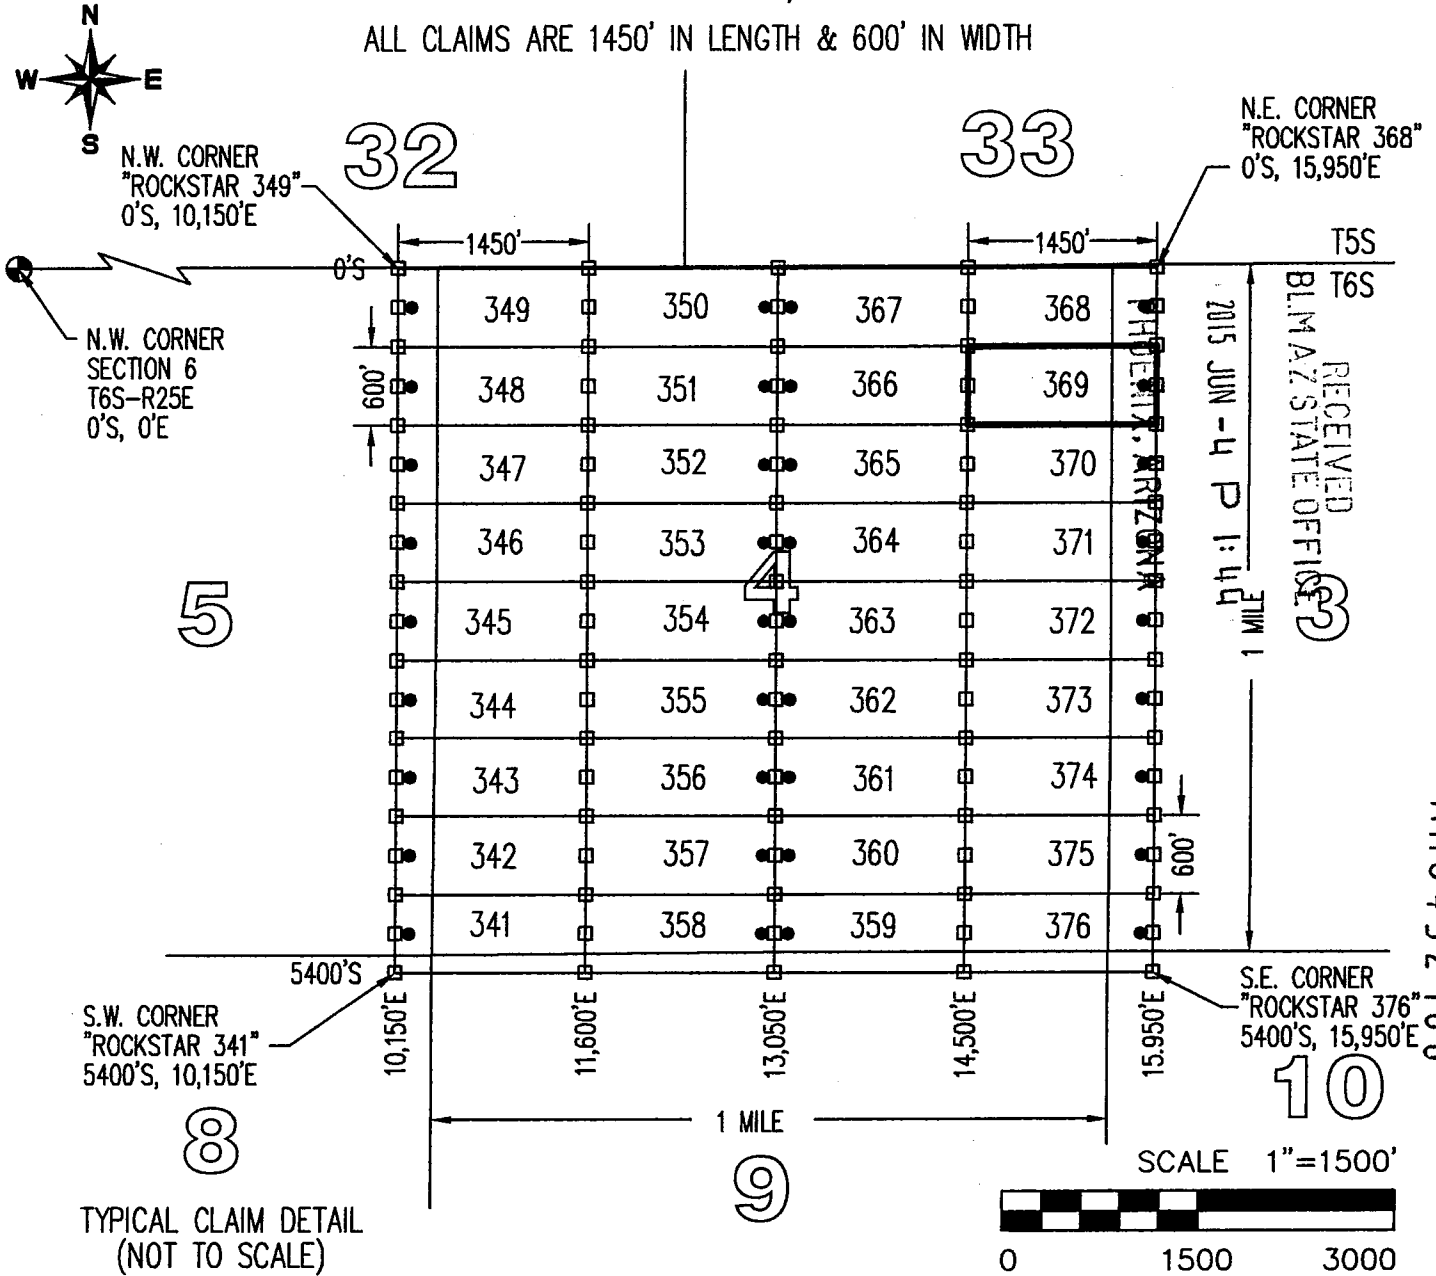 N
W E
S
ALL CLAIMS ARE 1450' IN LENGTH & 600' IN WIDTH
32
33
N.W. CORNER
"ROCKSTAR 349"
0'S, 10,150'E
N.E. CORNER
"ROCKSTAR 368"
0'S, 15,950'E
1450'
1450'
T5S
T6S
0'S
N.W. CORNER
SECTION 6
T6S-R25E
0'S, 0'E
600'
349 350 367 368
348 351 366 369
347 352 365 370
346 353 364 371
345 354 363 372
344 355 362 373
343 356 361 374
342 357 360 375
341 358 359 376
5
4
3
RECEIVED
BLM AZ STATE OFFICE
2015 JUN -4 P 1:44
PHOENIX, ARIZONA
1 MILE
600'
5400'S
10,150'E
11,600'E
13,050'E
14,500'E
15,950'E
S.W. CORNER
"ROCKSTAR 341"
5400'S, 10,150'E
S.E. CORNER
"ROCKSTAR 376"
5400'S, 15,950'E
1 MILE
8
9
10
TYPICAL CLAIM DETAIL
(NOT TO SCALE)
SCALE 1"=1500'
0 1500 3000